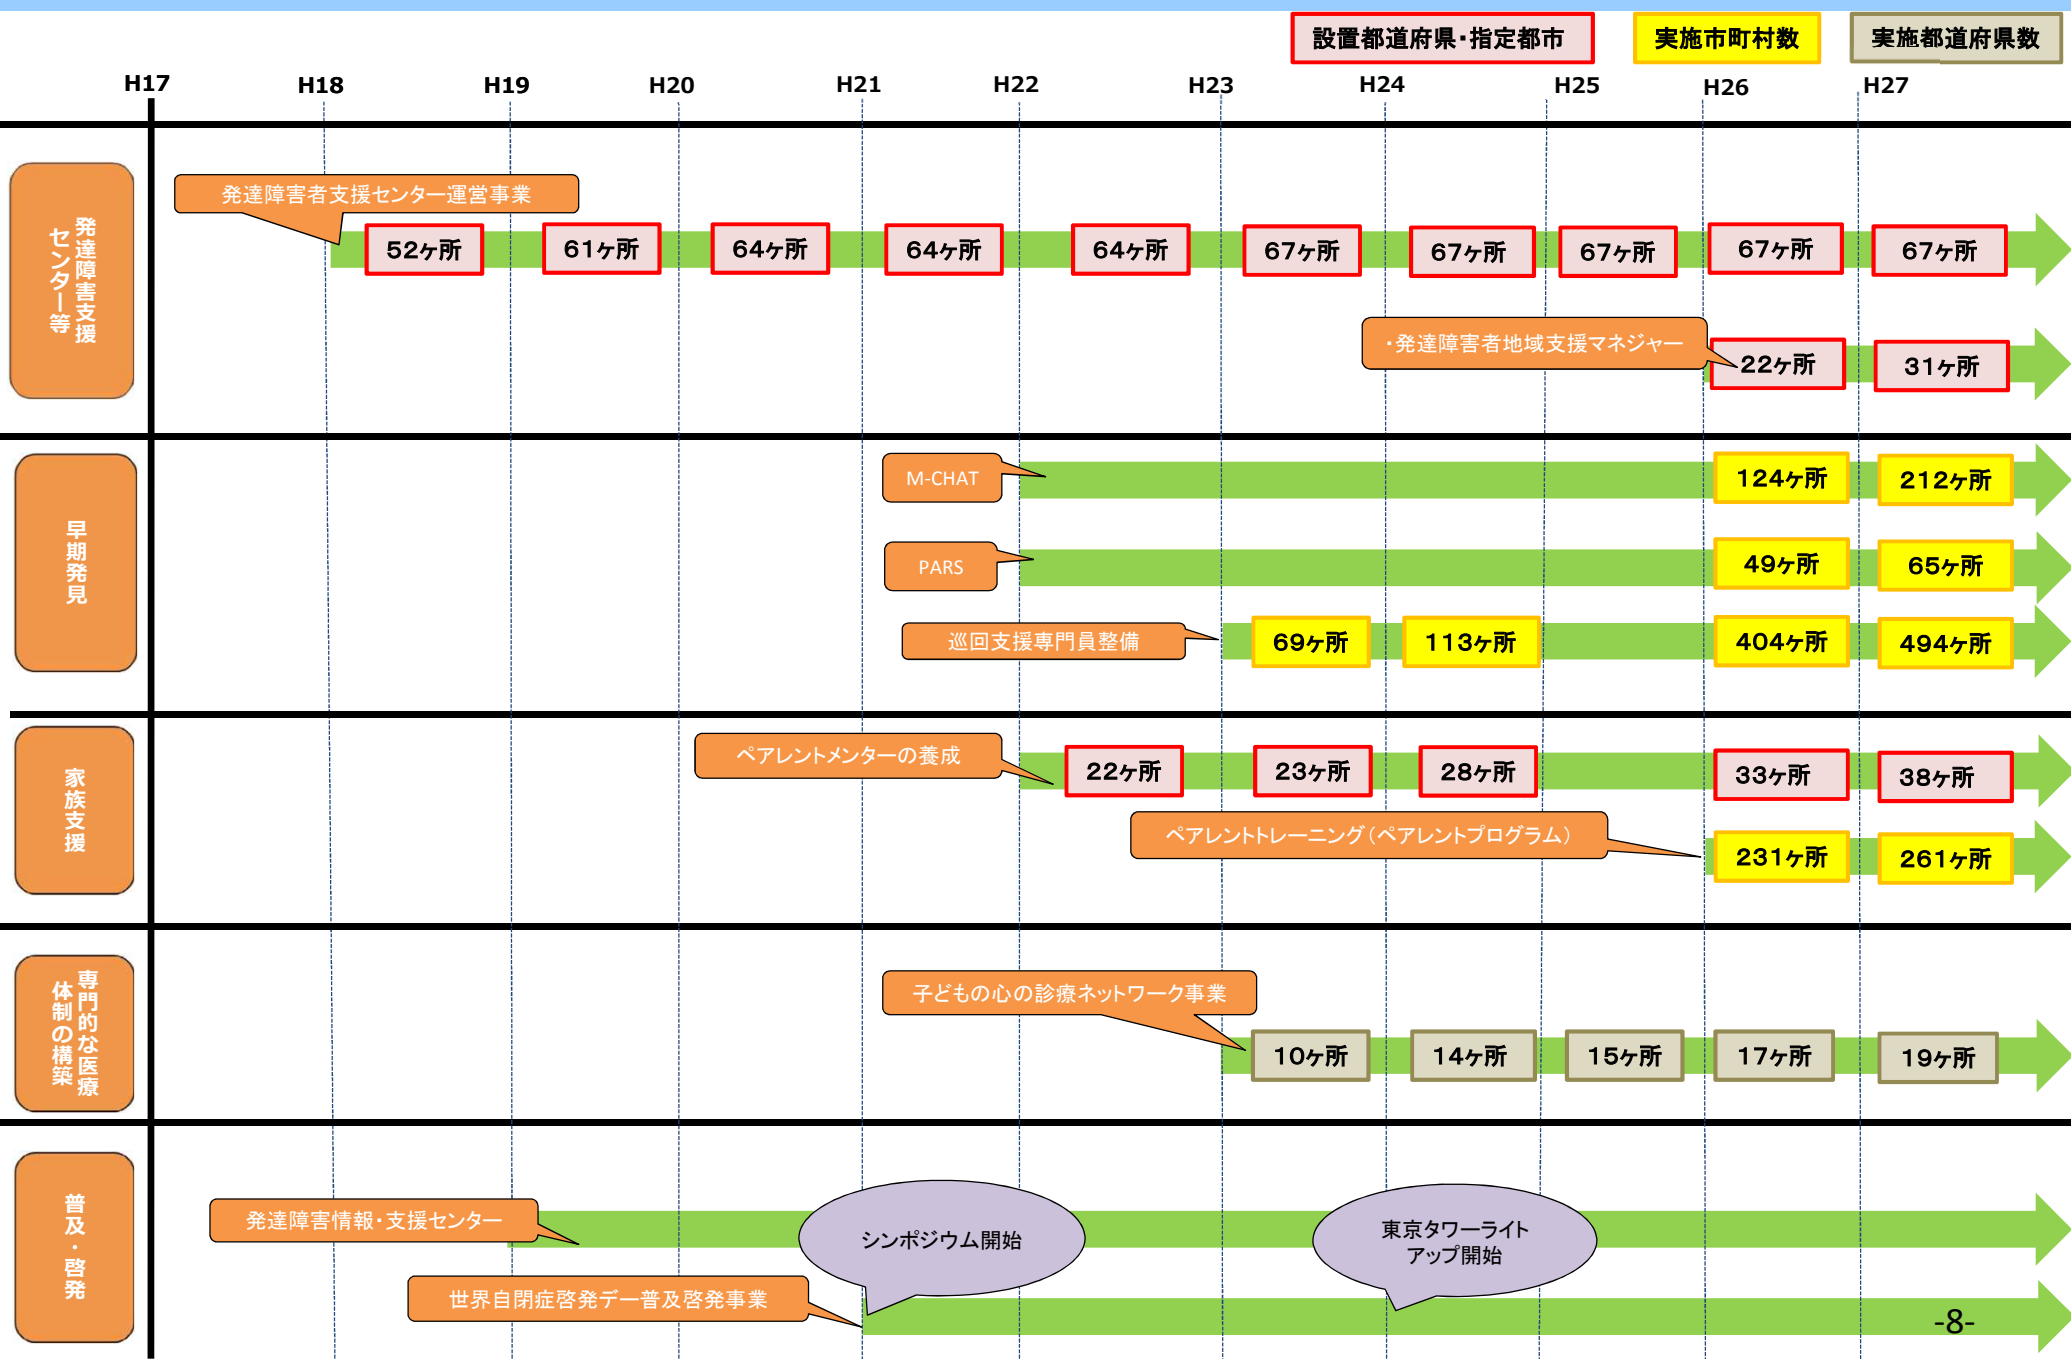 設置都道府県・指定都市
実施市町村数
実施都道府県数
H17
H18
H19
H20
H21
H22
H23
H24
H25
H26
H27
発達障害支援
センター等
発達障害者支援センター運営事業
52ヶ所
61ヶ所
64ヶ所
64ヶ所
64ヶ所
67ヶ所
67ヶ所
67ヶ所
67ヶ所
67ヶ所
・発達障害者地域支援マネジャー
22ヶ所
31ヶ所
早期発見
M-CHAT
124ヶ所
212ヶ所
PARS
49ヶ所
65ヶ所
巡回支援専門員整備
69ヶ所
113ヶ所
404ヶ所
494ヶ所
家族支援
ペアレントメンターの養成
22ヶ所
23ヶ所
28ヶ所
33ヶ所
38ヶ所
ペアレントトレーニング（ペアレントプログラム）
231ヶ所
261ヶ所
専門的な医療
体制の構築
子どもの心の診療ネットワーク事業
10ヶ所
14ヶ所
15ヶ所
17ヶ所
19ヶ所
普及・啓発
発達障害情報・支援センター
シンポジウム開始
東京タワーライト
アップ開始
世界自閉症啓発デー普及啓発事業
-8-